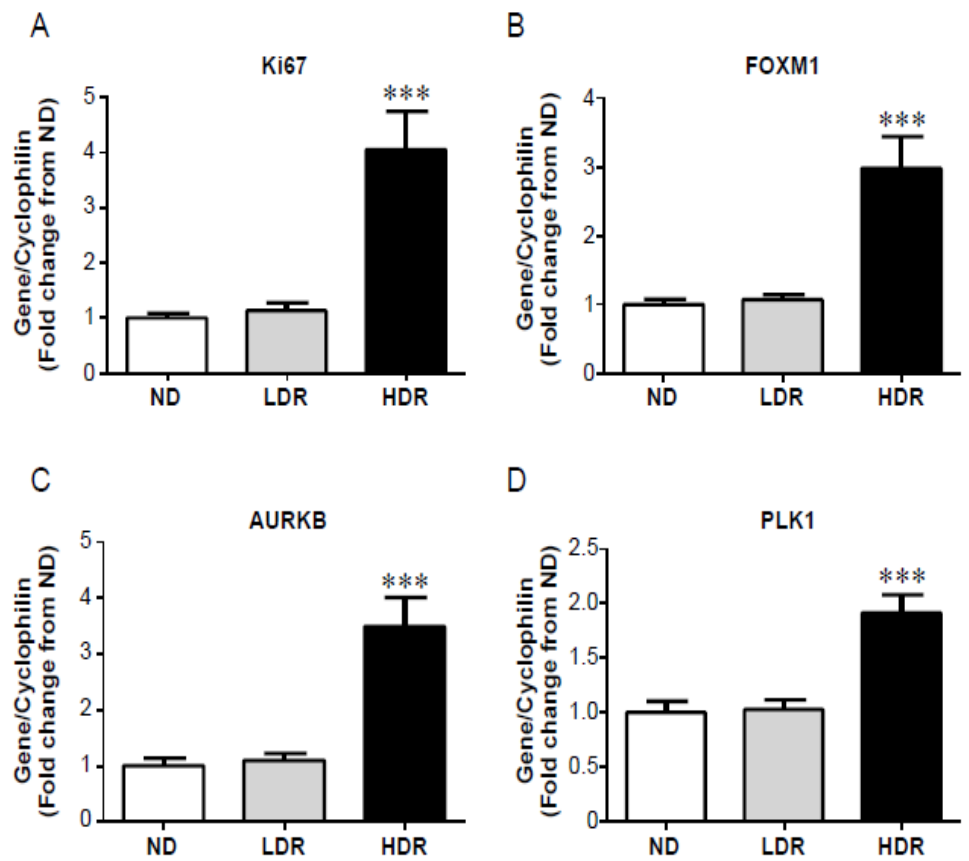 A
Ki67
Gene/Cyclophilin
(Fold change from ND)
5
4
3
2
1
0
***
ND LDR HDR
B
FOXM1
Gene/Cyclophilin
(Fold change from ND)
4
3
2
1
0
***
ND LDR HDR
C
AURKB
Gene/Cyclophilin
(Fold change from ND)
5
4
3
2
1
0
***
ND LDR HDR
D
PLK1
Gene/Cyclophilin
(Fold change from ND)
2.5
2.0
1.5
1.0
0.5
0
***
ND LDR HDR